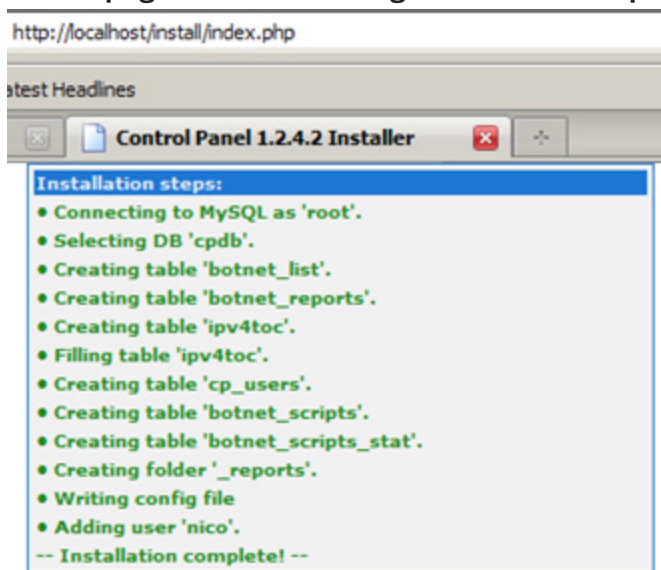 http://localhost/install/index.php
atest Headlines
Control Panel 1.2.4.2 Installer
Installation steps:
• Connecting to MySQL as 'root'.
• Selecting DB 'cpdb'.
• Creating table 'botnet_list'.
• Creating table 'botnet_reports'.
• Creating table 'ipv4toc'.
• Filling table 'ipv4toc'.
• Creating table 'cp_users'.
• Creating table 'botnet_scripts'.
• Creating table 'botnet_scripts_stat'.
• Creating folder '_reports'.
• Writing config file
• Adding user 'nico'.
-- Installation complete! --